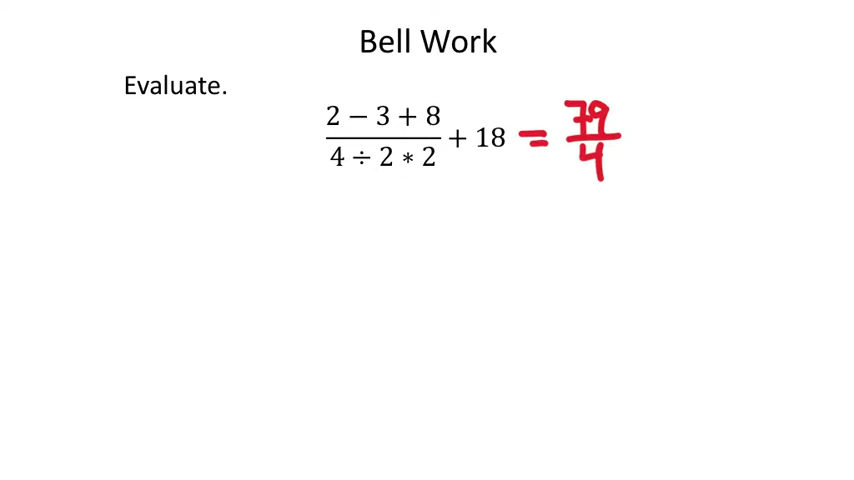 Bell Work
Evaluate.
2 − 3 + 8
4 ÷ 2 * 2
+ 18 = 79/4